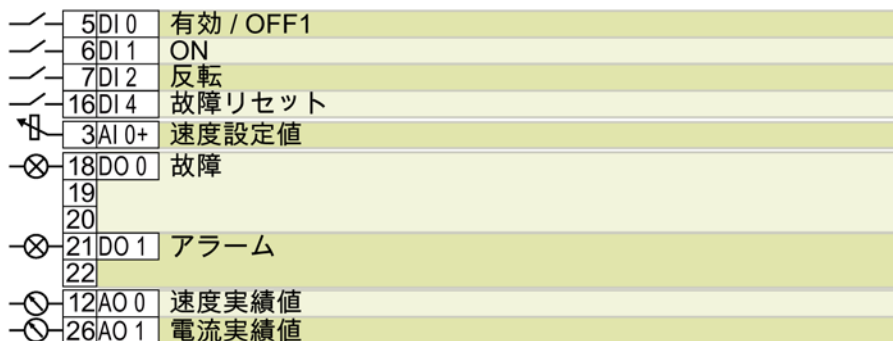 5 DI 0 有効 / OFF1
6 DI 1 ON
7 DI 2 反転
16 DI 4 故障リセット
3 AI 0+ 速度設定値
18 DO 0 故障
19
20
21 DO 1 アラーム
22
12 AO 0 速度実績値
26 AO 1 電流実績値